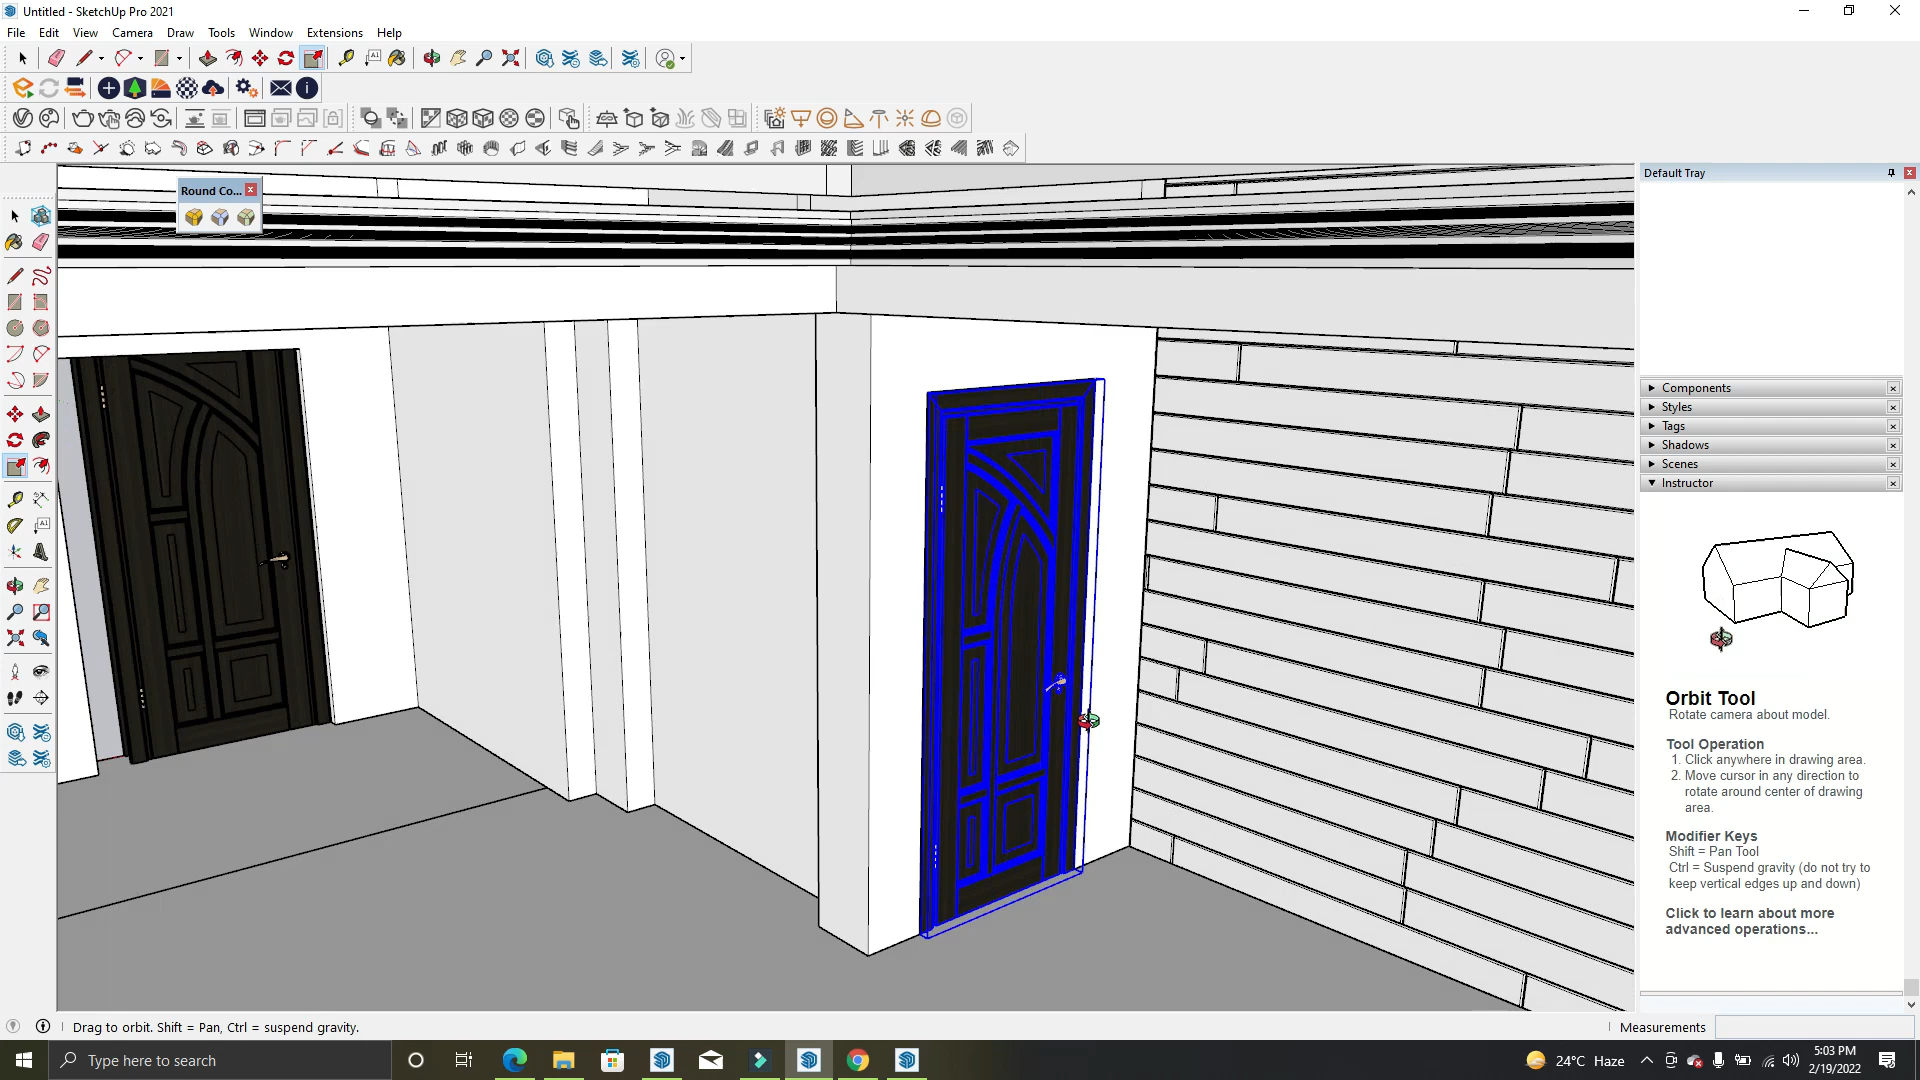 Untitled - SketchUp Pro 2021
File Edit View Camera Draw Tools Window Extensions Help
Round Co...
Default Tray
Components
Styles
Tags
Shadows
Scenes
Instructor
Orbit Tool
Rotate camera about model.
Tool Operation
1. Click anywhere in drawing area.
2. Move cursor in any direction to
rotate around center of drawing
area.
Modifier Keys
Shift = Pan Tool
Ctrl = Suspend gravity (do not try to
keep vertical edges up and down)
Click to learn about more
advanced operations...
Drag to orbit. Shift = Pan, Ctrl = suspend gravity.
Measurements
Type here to search
24°C Haze
5:03 PM
2/19/2022